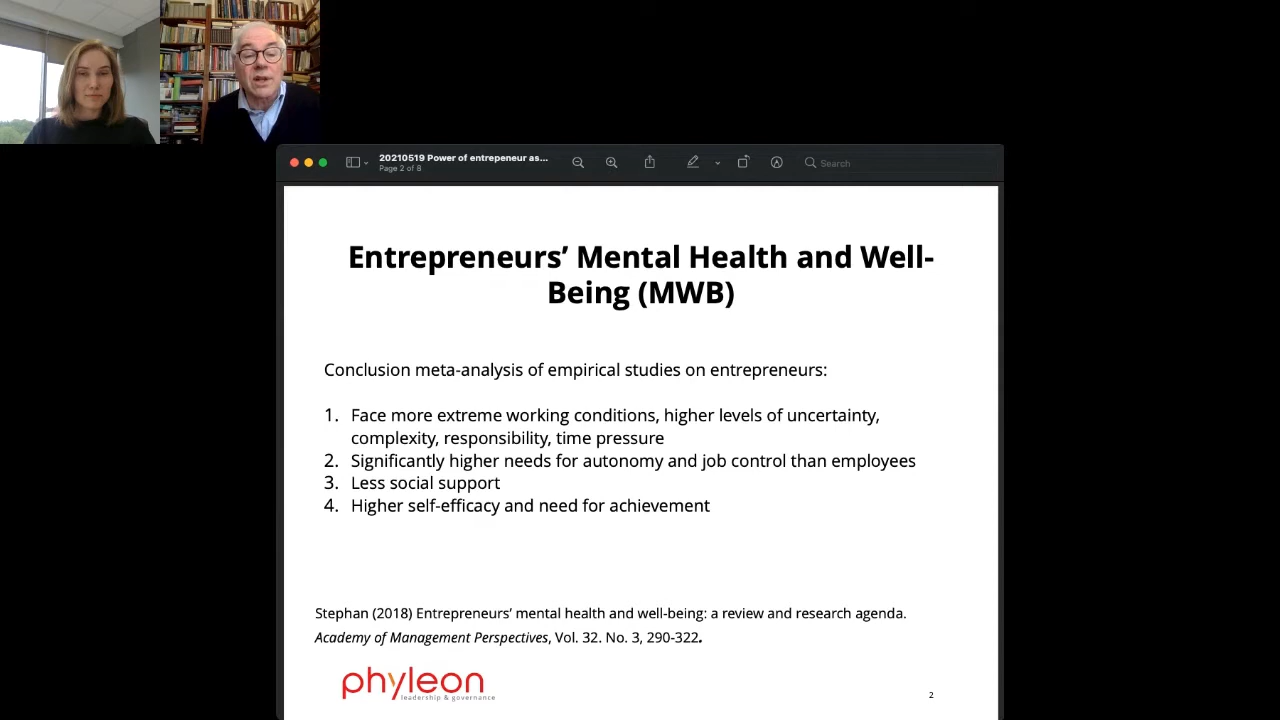 20210519 Power of entrepeneur as...
Page 2 of 8
Search
Entrepreneurs’ Mental Health and Well-
Being (MWB)
Conclusion meta-analysis of empirical studies on entrepreneurs:
1. Face more extreme working conditions, higher levels of uncertainty,
complexity, responsibility, time pressure
2. Significantly higher needs for autonomy and job control than employees
3. Less social support
4. Higher self-efficacy and need for achievement
Stephan (2018) Entrepreneurs’ mental health and well-being: a review and research agenda.
Academy of Management Perspectives, Vol. 32. No. 3, 290-322.
phyleon
leadership & governance
2